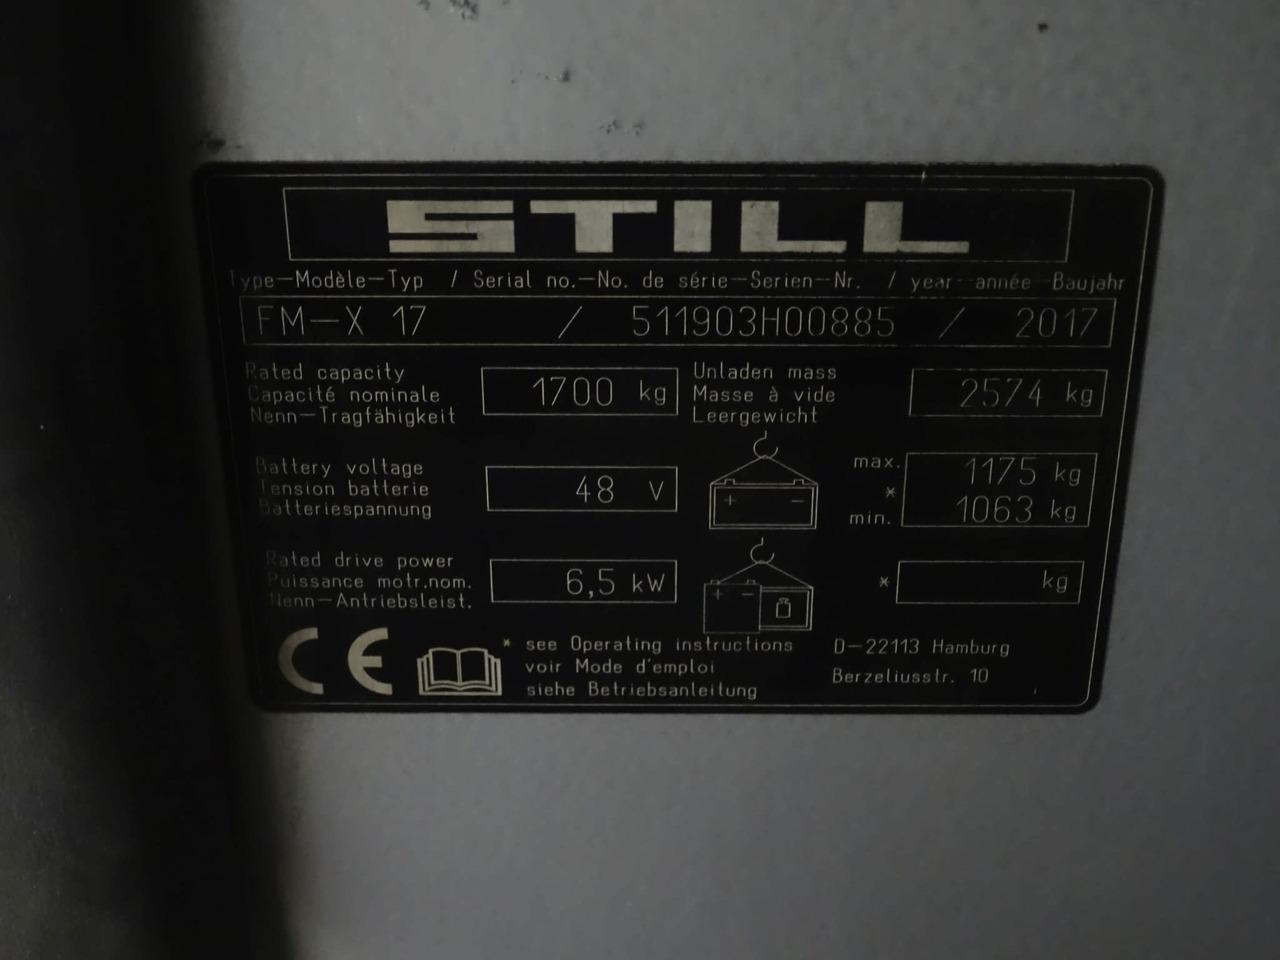 STILL
Type-Modèle-Typ / Serial no.-No. de série-Serien-Nr. / year-année-Baujahr
FM-X 17 / 511903H00885 / 2017
Rated capacity
Capacité nominale
Nenn-Tragfähigkeit
1700 kg
Unladen mass
Masse à vide
Leergewicht
2574 kg
Battery voltage
Tension batterie
Batteriespannung
48 V
+ -
max. 1175 kg
*
min. 1063 kg
Rated drive power
Puissance motr.nom.
Nenn-Antriebsleist.
6,5 kW
+ -
* kg
CE
* see Operating instructions
voir Mode d'emploi
siehe Betriebsanleitung
D-22113 Hamburg
Berzeliusstr. 10